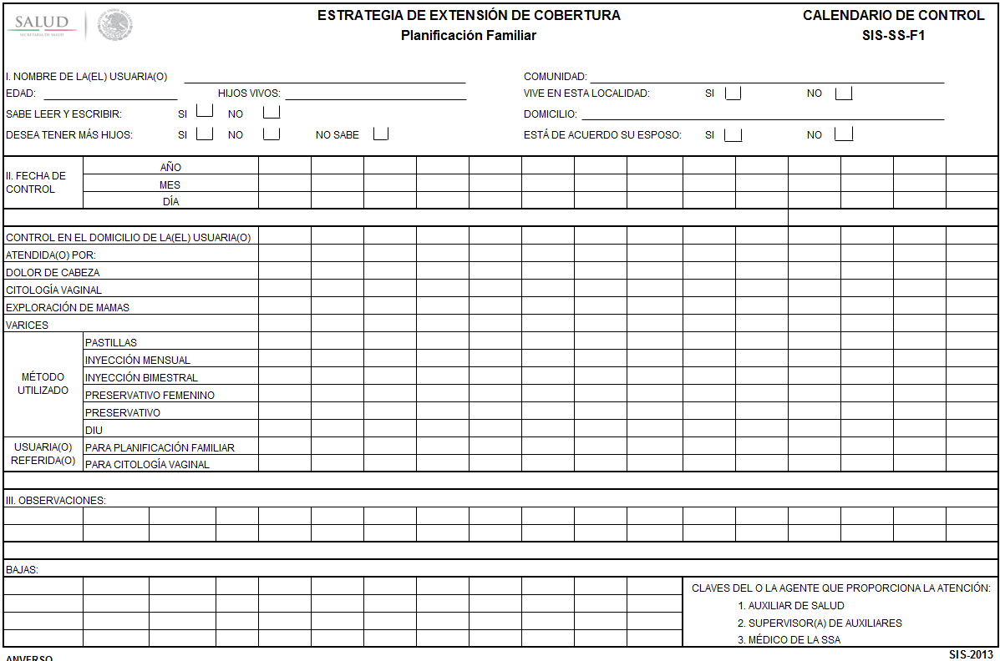 SALUD
SECRETARÍA DE SALUD
ESTRATEGIA DE EXTENSIÓN DE COBERTURA
Planificación Familiar
CALENDARIO DE CONTROL
SIS-SS-F1
I. NOMBRE DE LA(EL) USUARIA(O)
COMUNIDAD:
EDAD: HIJOS VIVOS:
VIVE EN ESTA LOCALIDAD: SI NO
SABE LEER Y ESCRIBIR: SI NO
DOMICILIO:
DESEA TENER MÁS HIJOS: SI NO NO SABE
ESTÁ DE ACUERDO SU ESPOSO: SI NO
II. FECHA DE
CONTROL
AÑO
MES
DÍA
CONTROL EN EL DOMICILIO DE LA(EL) USUARIA(O)
ATENDIDA(O) POR:
DOLOR DE CABEZA
CITOLOGÍA VAGINAL
EXPLORACIÓN DE MAMAS
VARICES
MÉTODO
UTILIZADO
PASTILLAS
INYECCIÓN MENSUAL
INYECCIÓN BIMESTRAL
PRESERVATIVO FEMENINO
PRESERVATIVO
DIU
USUARIA(O)
REFERIDA(O)
PARA PLANIFICACIÓN FAMILIAR
PARA CITOLOGÍA VAGINAL
III. OBSERVACIONES:
BAJAS:
CLAVES DEL O LA AGENTE QUE PROPORCIONA LA ATENCIÓN:
1. AUXILIAR DE SALUD
2. SUPERVISOR(A) DE AUXILIARES
3. MÉDICO DE LA SSA
ANVERSO
SIS-2013